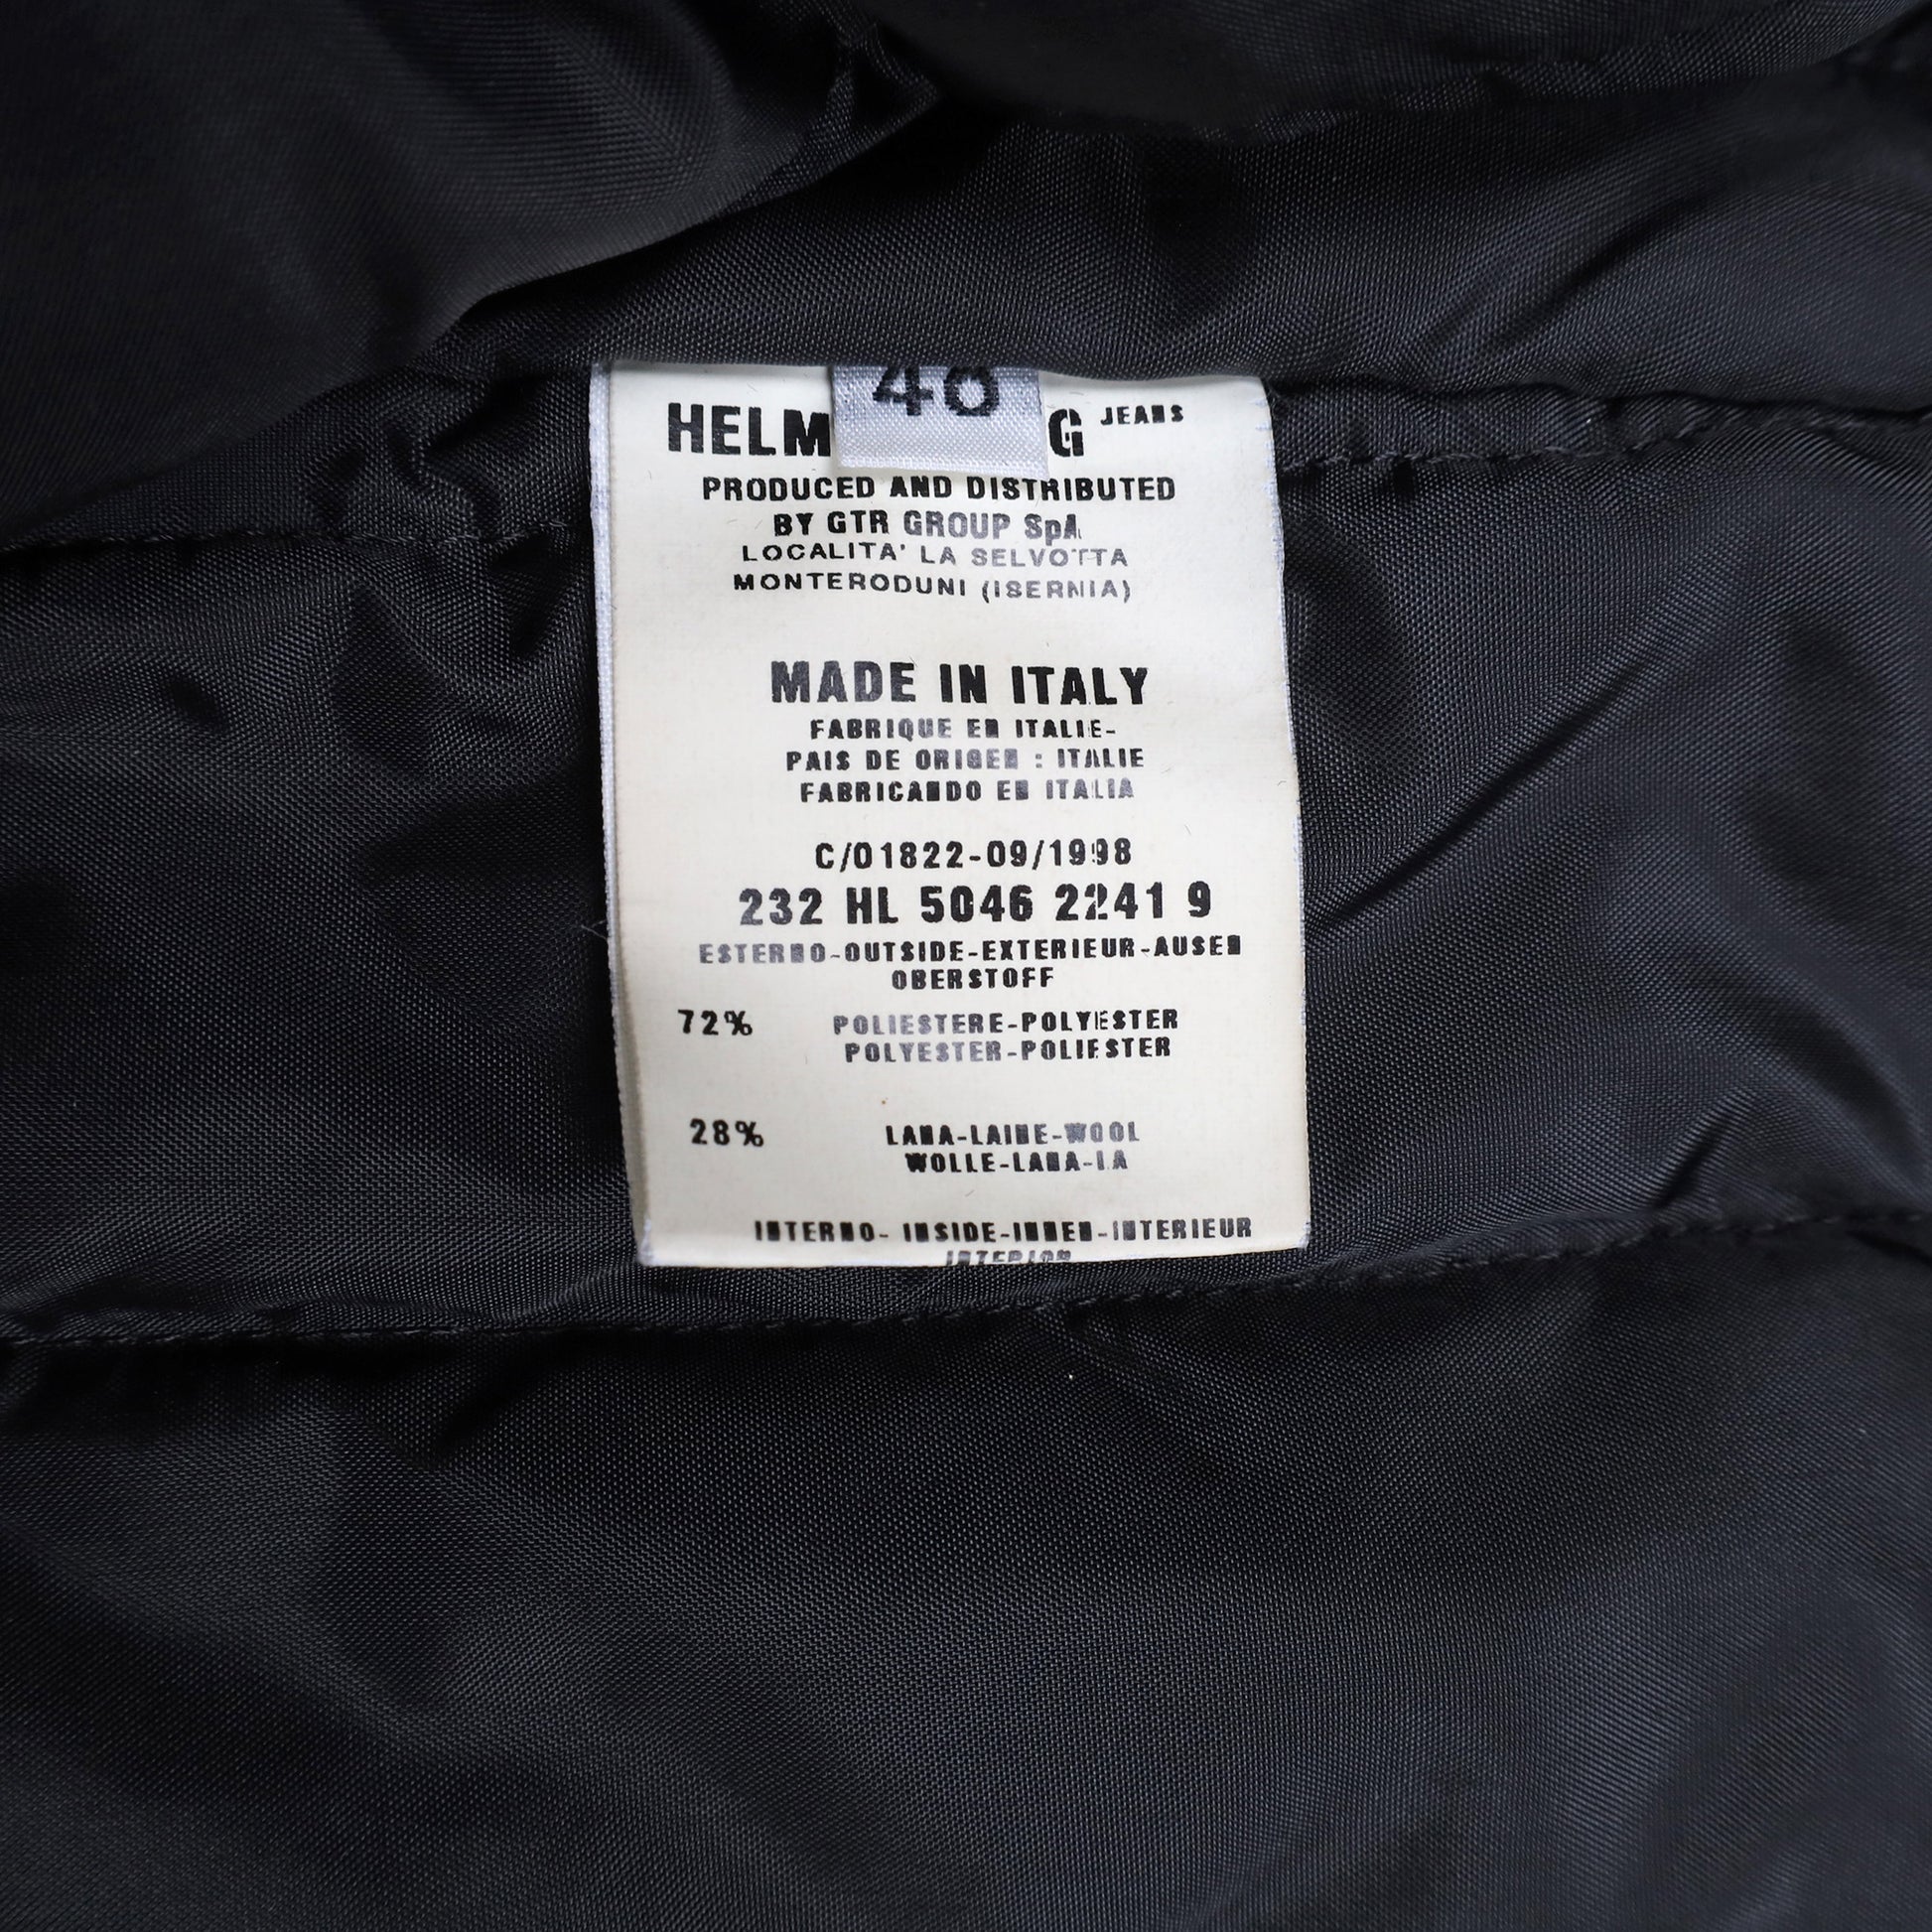 HELM G JEANS
PRODUCED AND DISTRIBUTED
BY GTR GROUP SpA
LOCALITA' LA SELVOTTA
MONTERODUNI (ISERNIA)
MADE IN ITALY
FABRIQUE EN ITALIE-
PAIS DE ORIGEN : ITALIE
FABRICANDO EN ITALIA
C/01822-09/1998
232 HL 5046 2241 9
ESTERNO-OUTSIDE-EXTERIEUR-AUSEN
OBERSTOFF
72% POLIESTERE-POLYESTER
POLYESTER-POLIESTER
28% LANA-LAINE-WOOL
WOLLE-LANA-LA
INTERNO- INSIDE-INNEN-INTERIEUR
INTERIOR